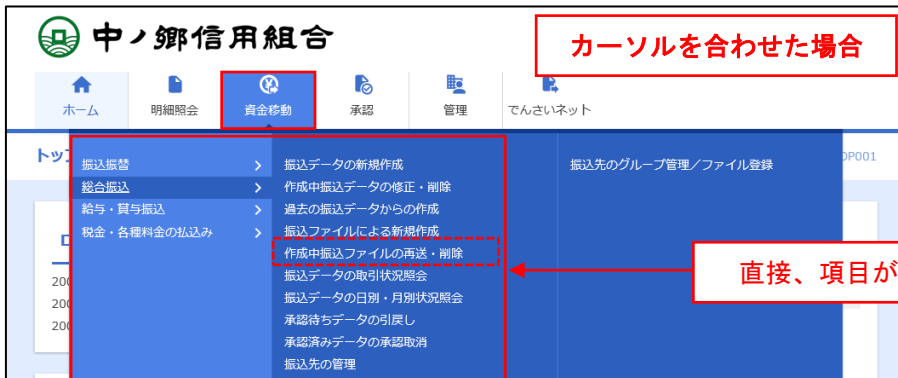 中ノ郷信用組合
カーソルを合わせた場合
ホーム
明細照会
資金移動
承認
管理
でんさいネット
トップ
OP001
振込振替
総合振込
給与・賞与振込
税金・各種料金の払込み
振込データの新規作成
作成中振込データの修正・削除
過去の振込データからの作成
振込ファイルによる新規作成
作成中振込ファイルの再送・削除
振込データの取引状況照会
振込データの日別・月別状況照会
承認待ちデータの引戻し
承認済みデータの承認取消
振込先の管理
振込先のグループ管理/ファイル登録
直接、項目が
200
200
200